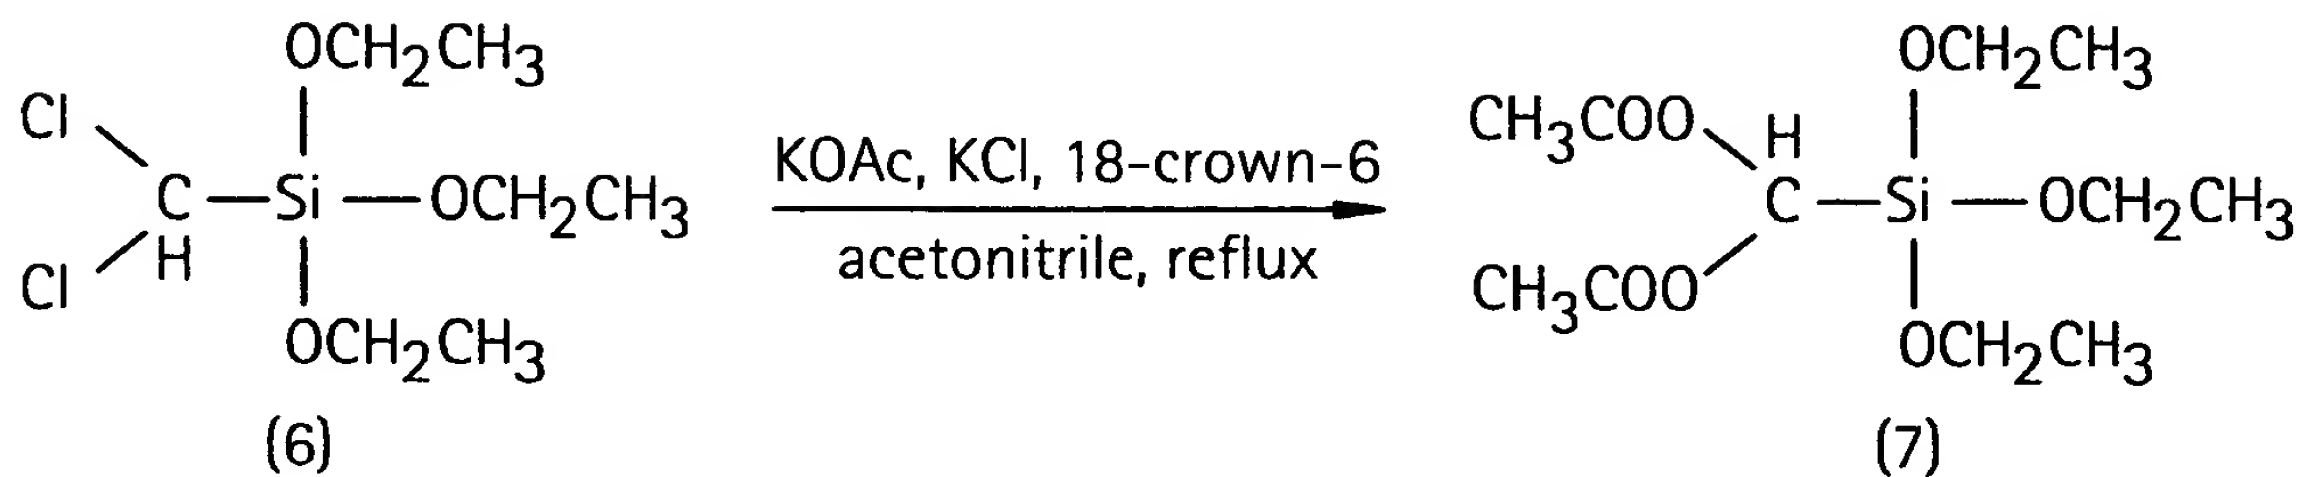 OCH2CH3
Cl
C—Si—OCH2CH3
H
Cl
OCH2CH3
(6)
KOAc, KCl, 18-crown-6
acetonitrile, reflux
OCH2CH3
CH3COO
H
C—Si—OCH2CH3
CH3COO
OCH2CH3
(7)